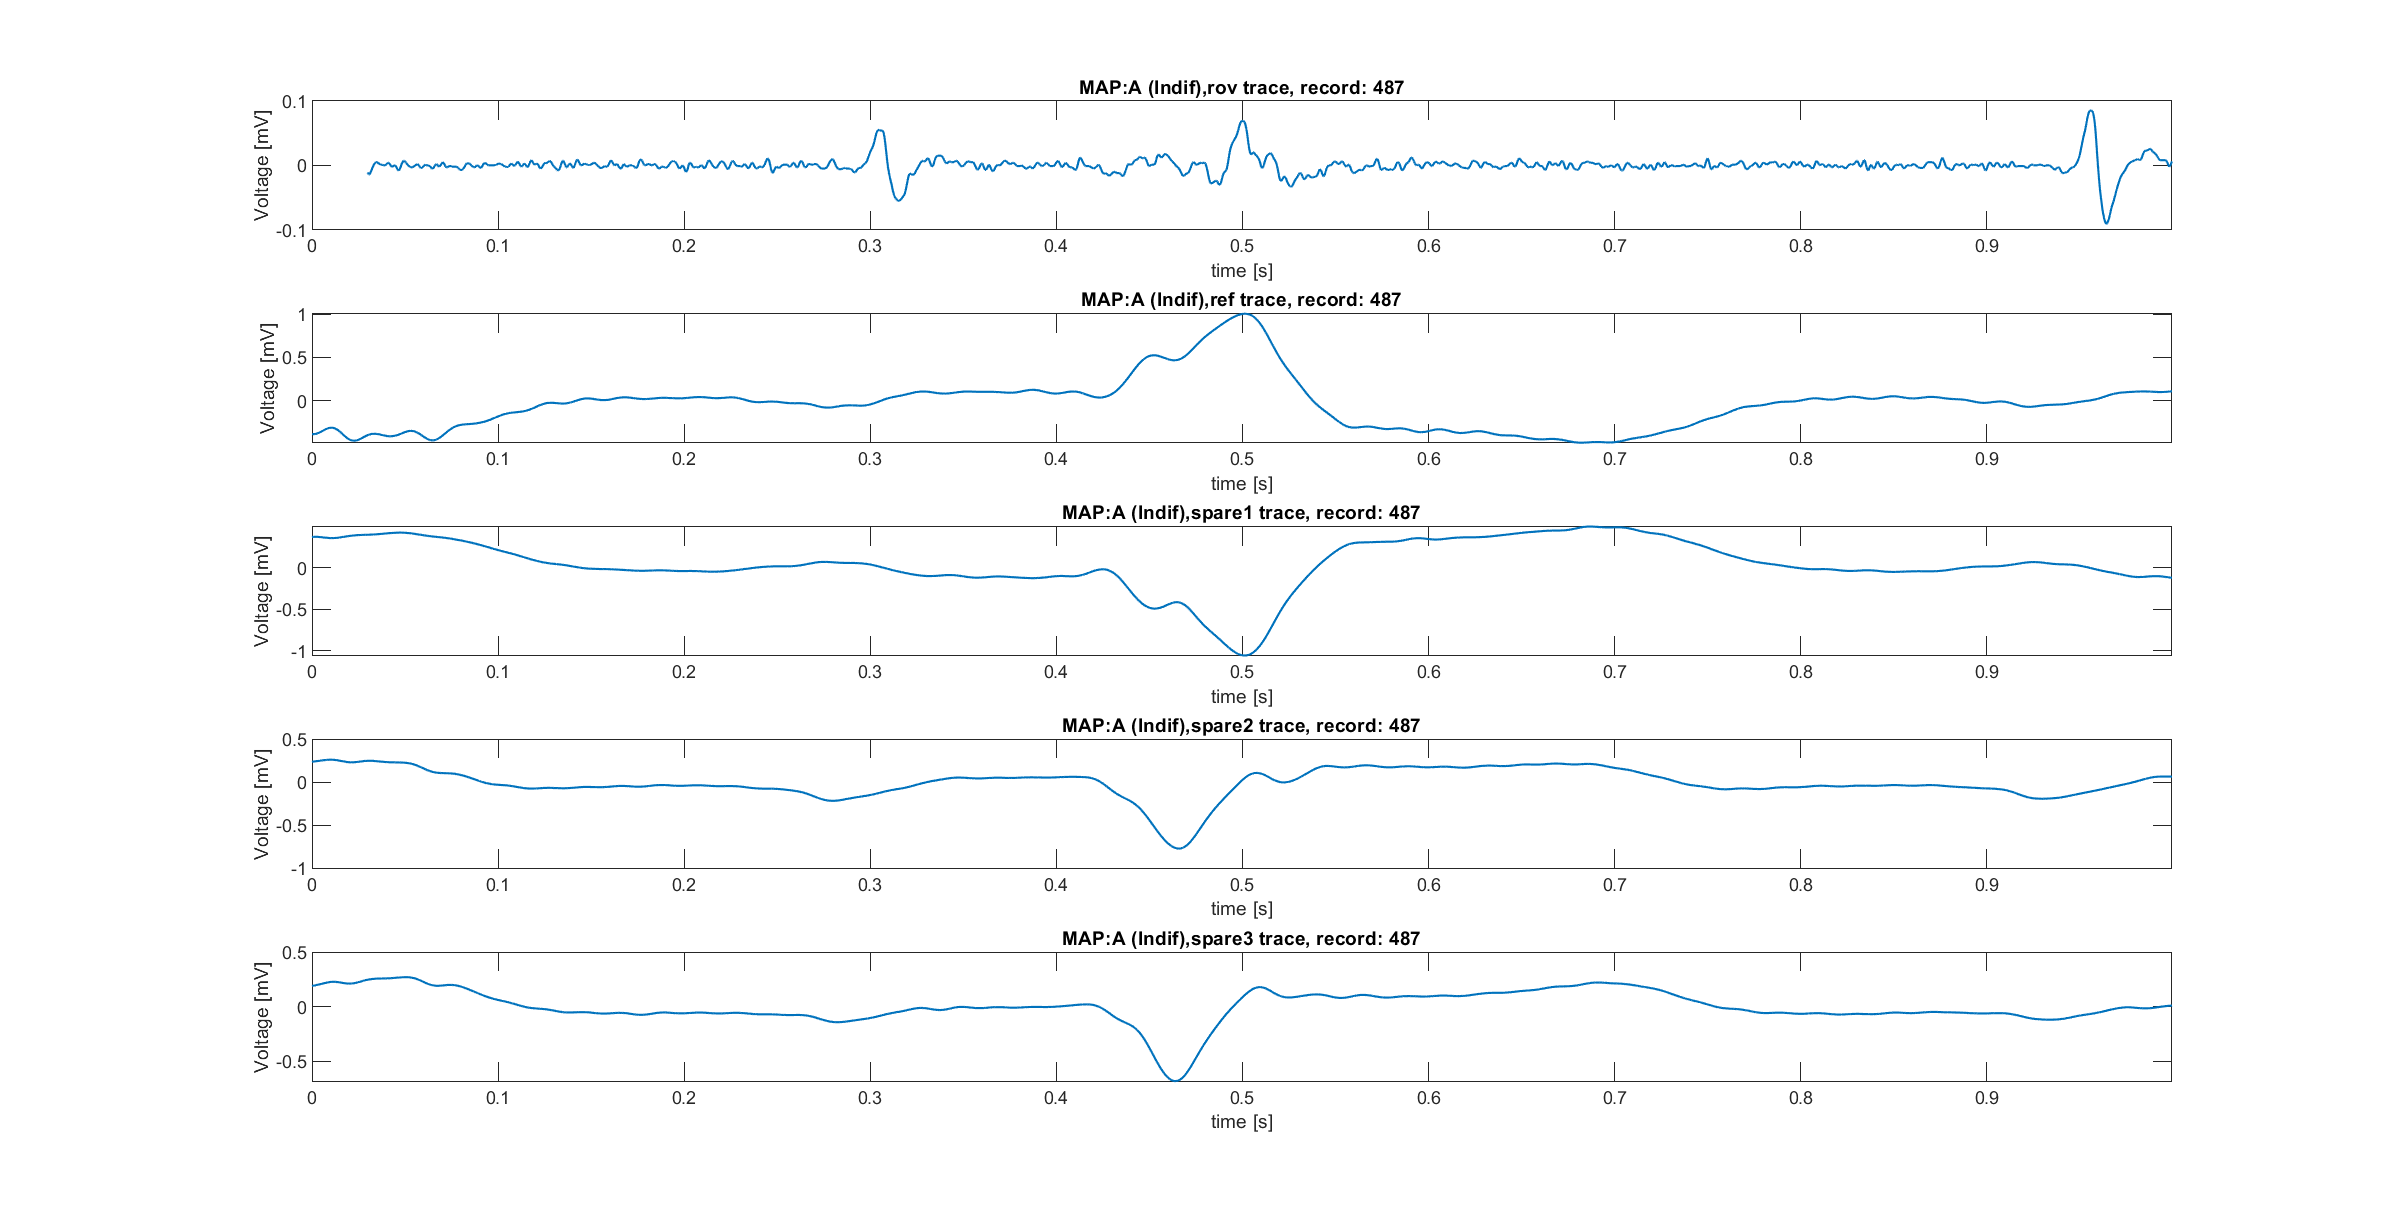 MAP:A (Indif),rov trace, record: 487
Voltage [mV]
0.1
0
-0.1
0 0.1 0.2 0.3 0.4 0.5 0.6 0.7 0.8 0.9
time [s]
MAP:A (Indif),ref trace, record: 487
Voltage [mV]
1
0.5
0
0 0.1 0.2 0.3 0.4 0.5 0.6 0.7 0.8 0.9
time [s]
MAP:A (Indif),spare1 trace, record: 487
Voltage [mV]
0
-0.5
-1
0 0.1 0.2 0.3 0.4 0.5 0.6 0.7 0.8 0.9
time [s]
MAP:A (Indif),spare2 trace, record: 487
Voltage [mV]
0.5
0
-0.5
-1
0 0.1 0.2 0.3 0.4 0.5 0.6 0.7 0.8 0.9
time [s]
MAP:A (Indif),spare3 trace, record: 487
Voltage [mV]
0.5
0
-0.5
0 0.1 0.2 0.3 0.4 0.5 0.6 0.7 0.8 0.9
time [s]